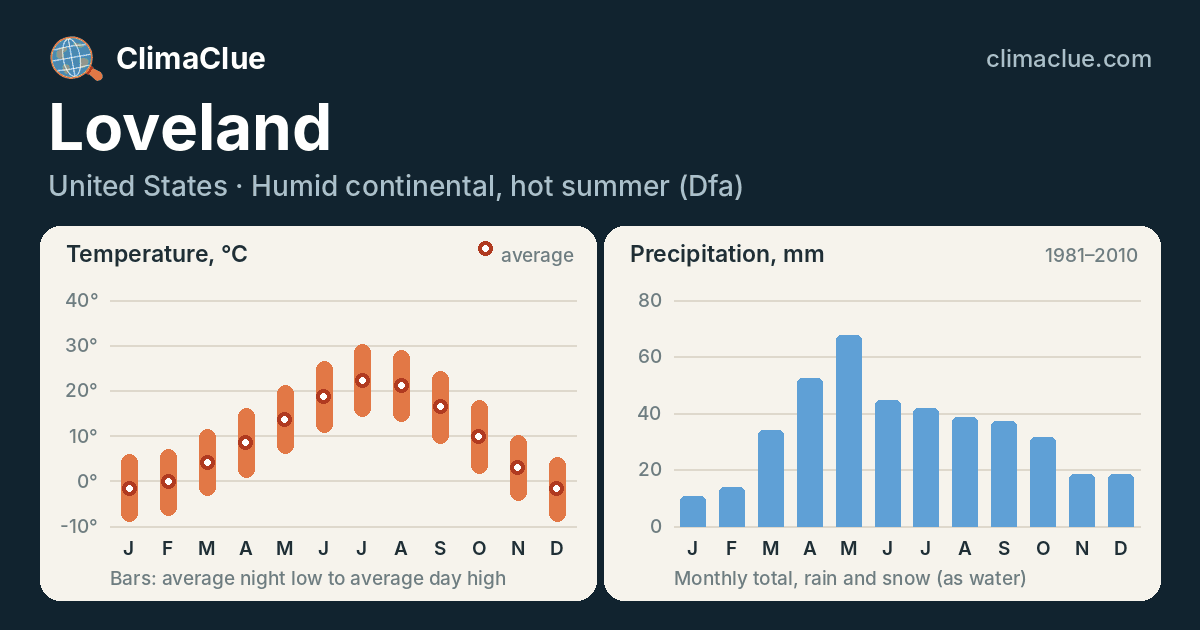 ClimaClue
climaclue.com
Loveland
United States · Humid continental, hot summer (Dfa)
Temperature, °C
average
40°
30°
20°
10°
0°
-10°
J F M A M J J A S O N D
Bars: average night low to average day high
Precipitation, mm
1981–2010
80
60
40
20
0
J F M A M J J A S O N D
Monthly total, rain and snow (as water)